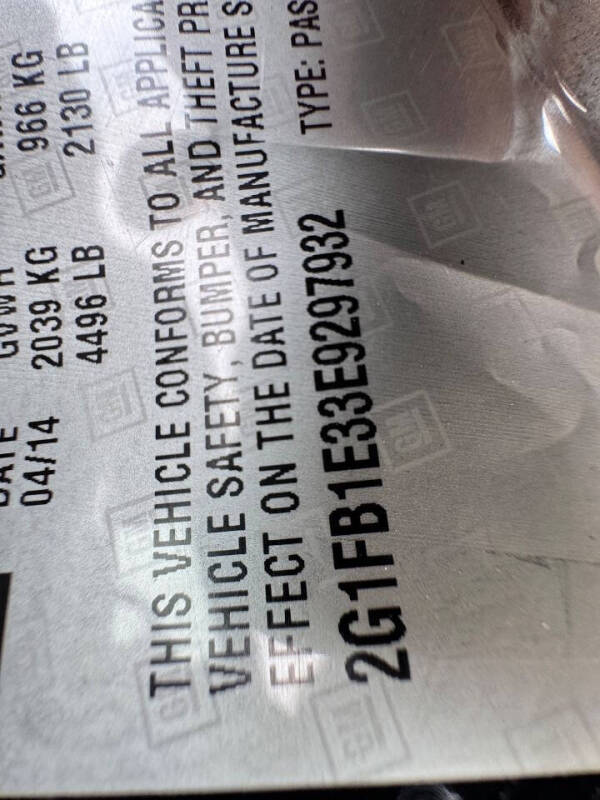 DATE GVWR
04/14 2039 KG 966 KG
4496 LB 2130 LB
THIS VEHICLE CONFORMS TO ALL APPLICA
VEHICLE SAFETY, BUMPER, AND THEFT PR
EFFECT ON THE DATE OF MANUFACTURE S
2G1FB1E33E9297932 TYPE: PAS